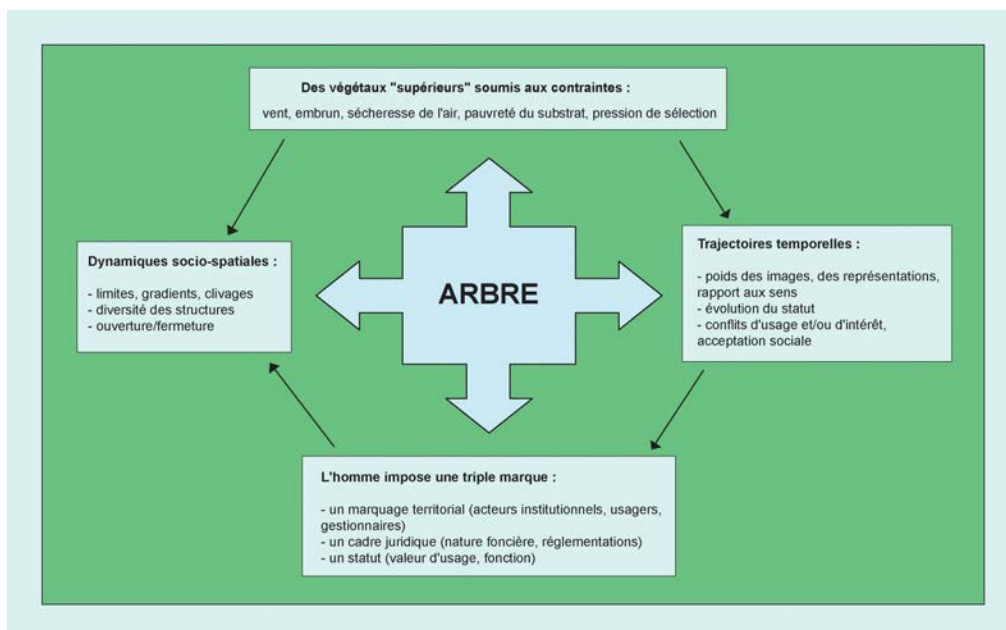 Des végétaux "supérieurs" soumis aux contraintes :
vent, embrun, sécheresse de l'air, pauvreté du substrat, pression de sélection
Dynamiques socio-spatiales :
- limites, gradients, clivages
- diversité des structures
- ouverture/fermeture
ARBRE
Trajectoires temporelles :
- poids des images, des représentations,
rapport aux sens
- évolution du statut
- conflits d'usage et/ou d'intérêt,
acceptation sociale
L'homme impose une triple marque :
- un marquage territorial (acteurs institutionnels, usagers,
gestionnaires)
- un cadre juridique (nature foncière, réglementations)
- un statut (valeur d'usage, fonction)